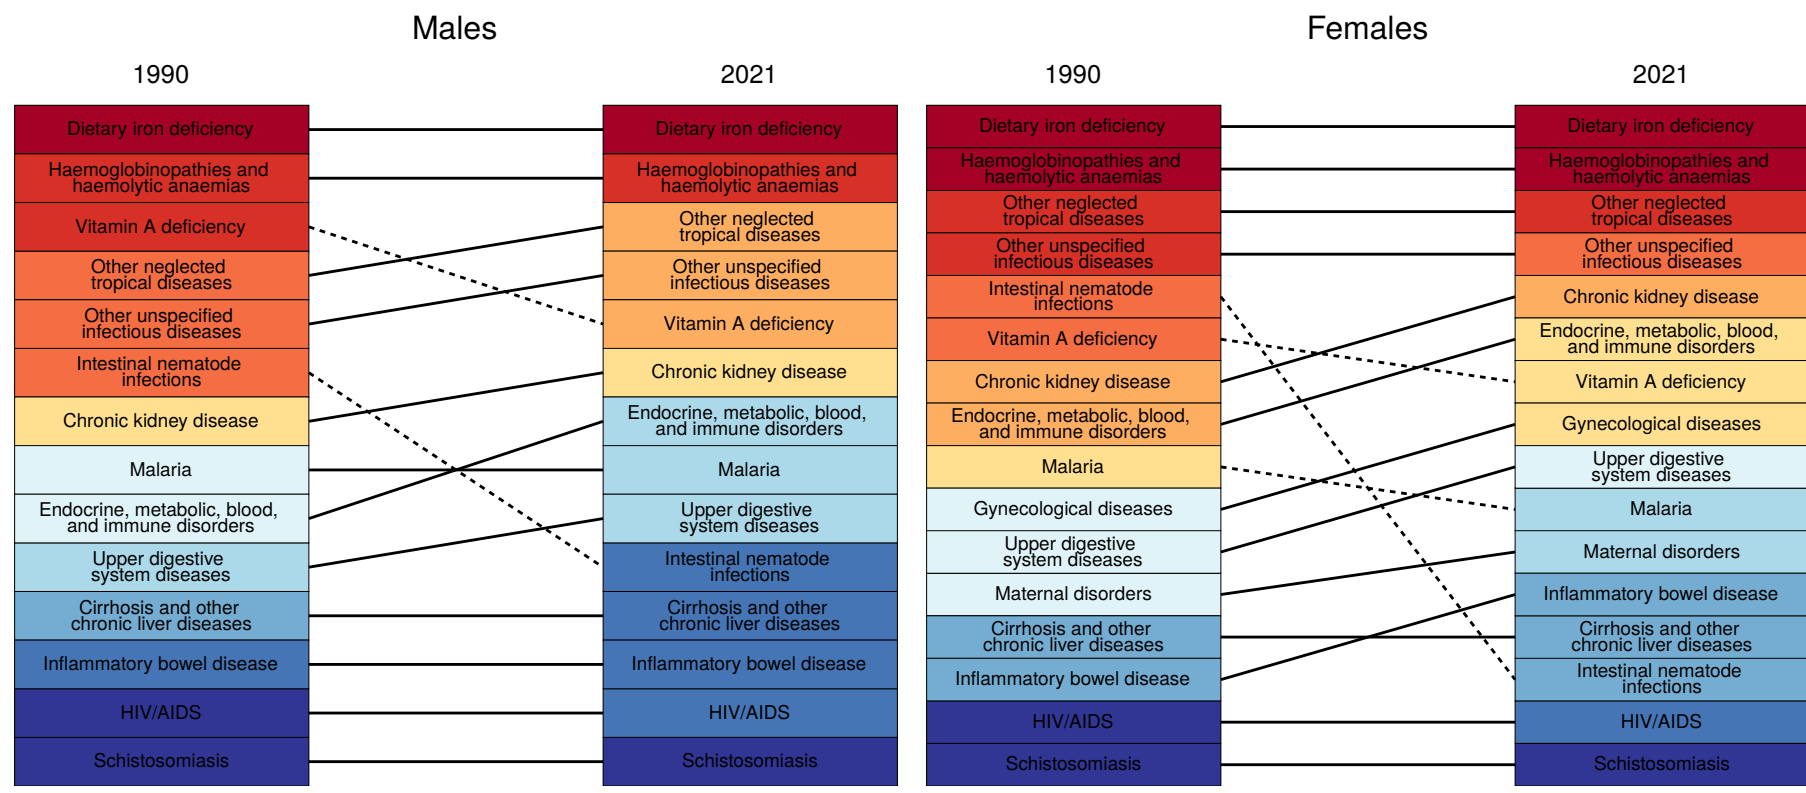 Males
1990
Dietary iron deficiency
Haemoglobinopathies and
haemolytic anaemias
Vitamin A deficiency
Other neglected
tropical diseases
Other unspecified
infectious diseases
Intestinal nematode
infections
Chronic kidney disease
Malaria
Endocrine, metabolic, blood,
and immune disorders
Upper digestive
system diseases
Cirrhosis and other
chronic liver diseases
Inflammatory bowel disease
HIV/AIDS
Schistosomiasis
2021
Dietary iron deficiency
Haemoglobinopathies and
haemolytic anaemias
Other neglected
tropical diseases
Other unspecified
infectious diseases
Vitamin A deficiency
Chronic kidney disease
Endocrine, metabolic, blood,
and immune disorders
Malaria
Upper digestive
system diseases
Intestinal nematode
infections
Cirrhosis and other
chronic liver diseases
Inflammatory bowel disease
HIV/AIDS
Schistosomiasis
Females
1990
Dietary iron deficiency
Haemoglobinopathies and
haemolytic anaemias
Other neglected
tropical diseases
Other unspecified
infectious diseases
Intestinal nematode
infections
Vitamin A deficiency
Chronic kidney disease
Endocrine, metabolic, blood,
and immune disorders
Malaria
Gynecological diseases
Upper digestive
system diseases
Maternal disorders
Cirrhosis and other
chronic liver diseases
Inflammatory bowel disease
HIV/AIDS
Schistosomiasis
2021
Dietary iron deficiency
Haemoglobinopathies and
haemolytic anaemias
Other neglected
tropical diseases
Other unspecified
infectious diseases
Chronic kidney disease
Endocrine, metabolic, blood,
and immune disorders
Vitamin A deficiency
Gynecological diseases
Upper digestive
system diseases
Malaria
Maternal disorders
Inflammatory bowel disease
Cirrhosis and other
chronic liver diseases
Intestinal nematode
infections
HIV/AIDS
Schistosomiasis